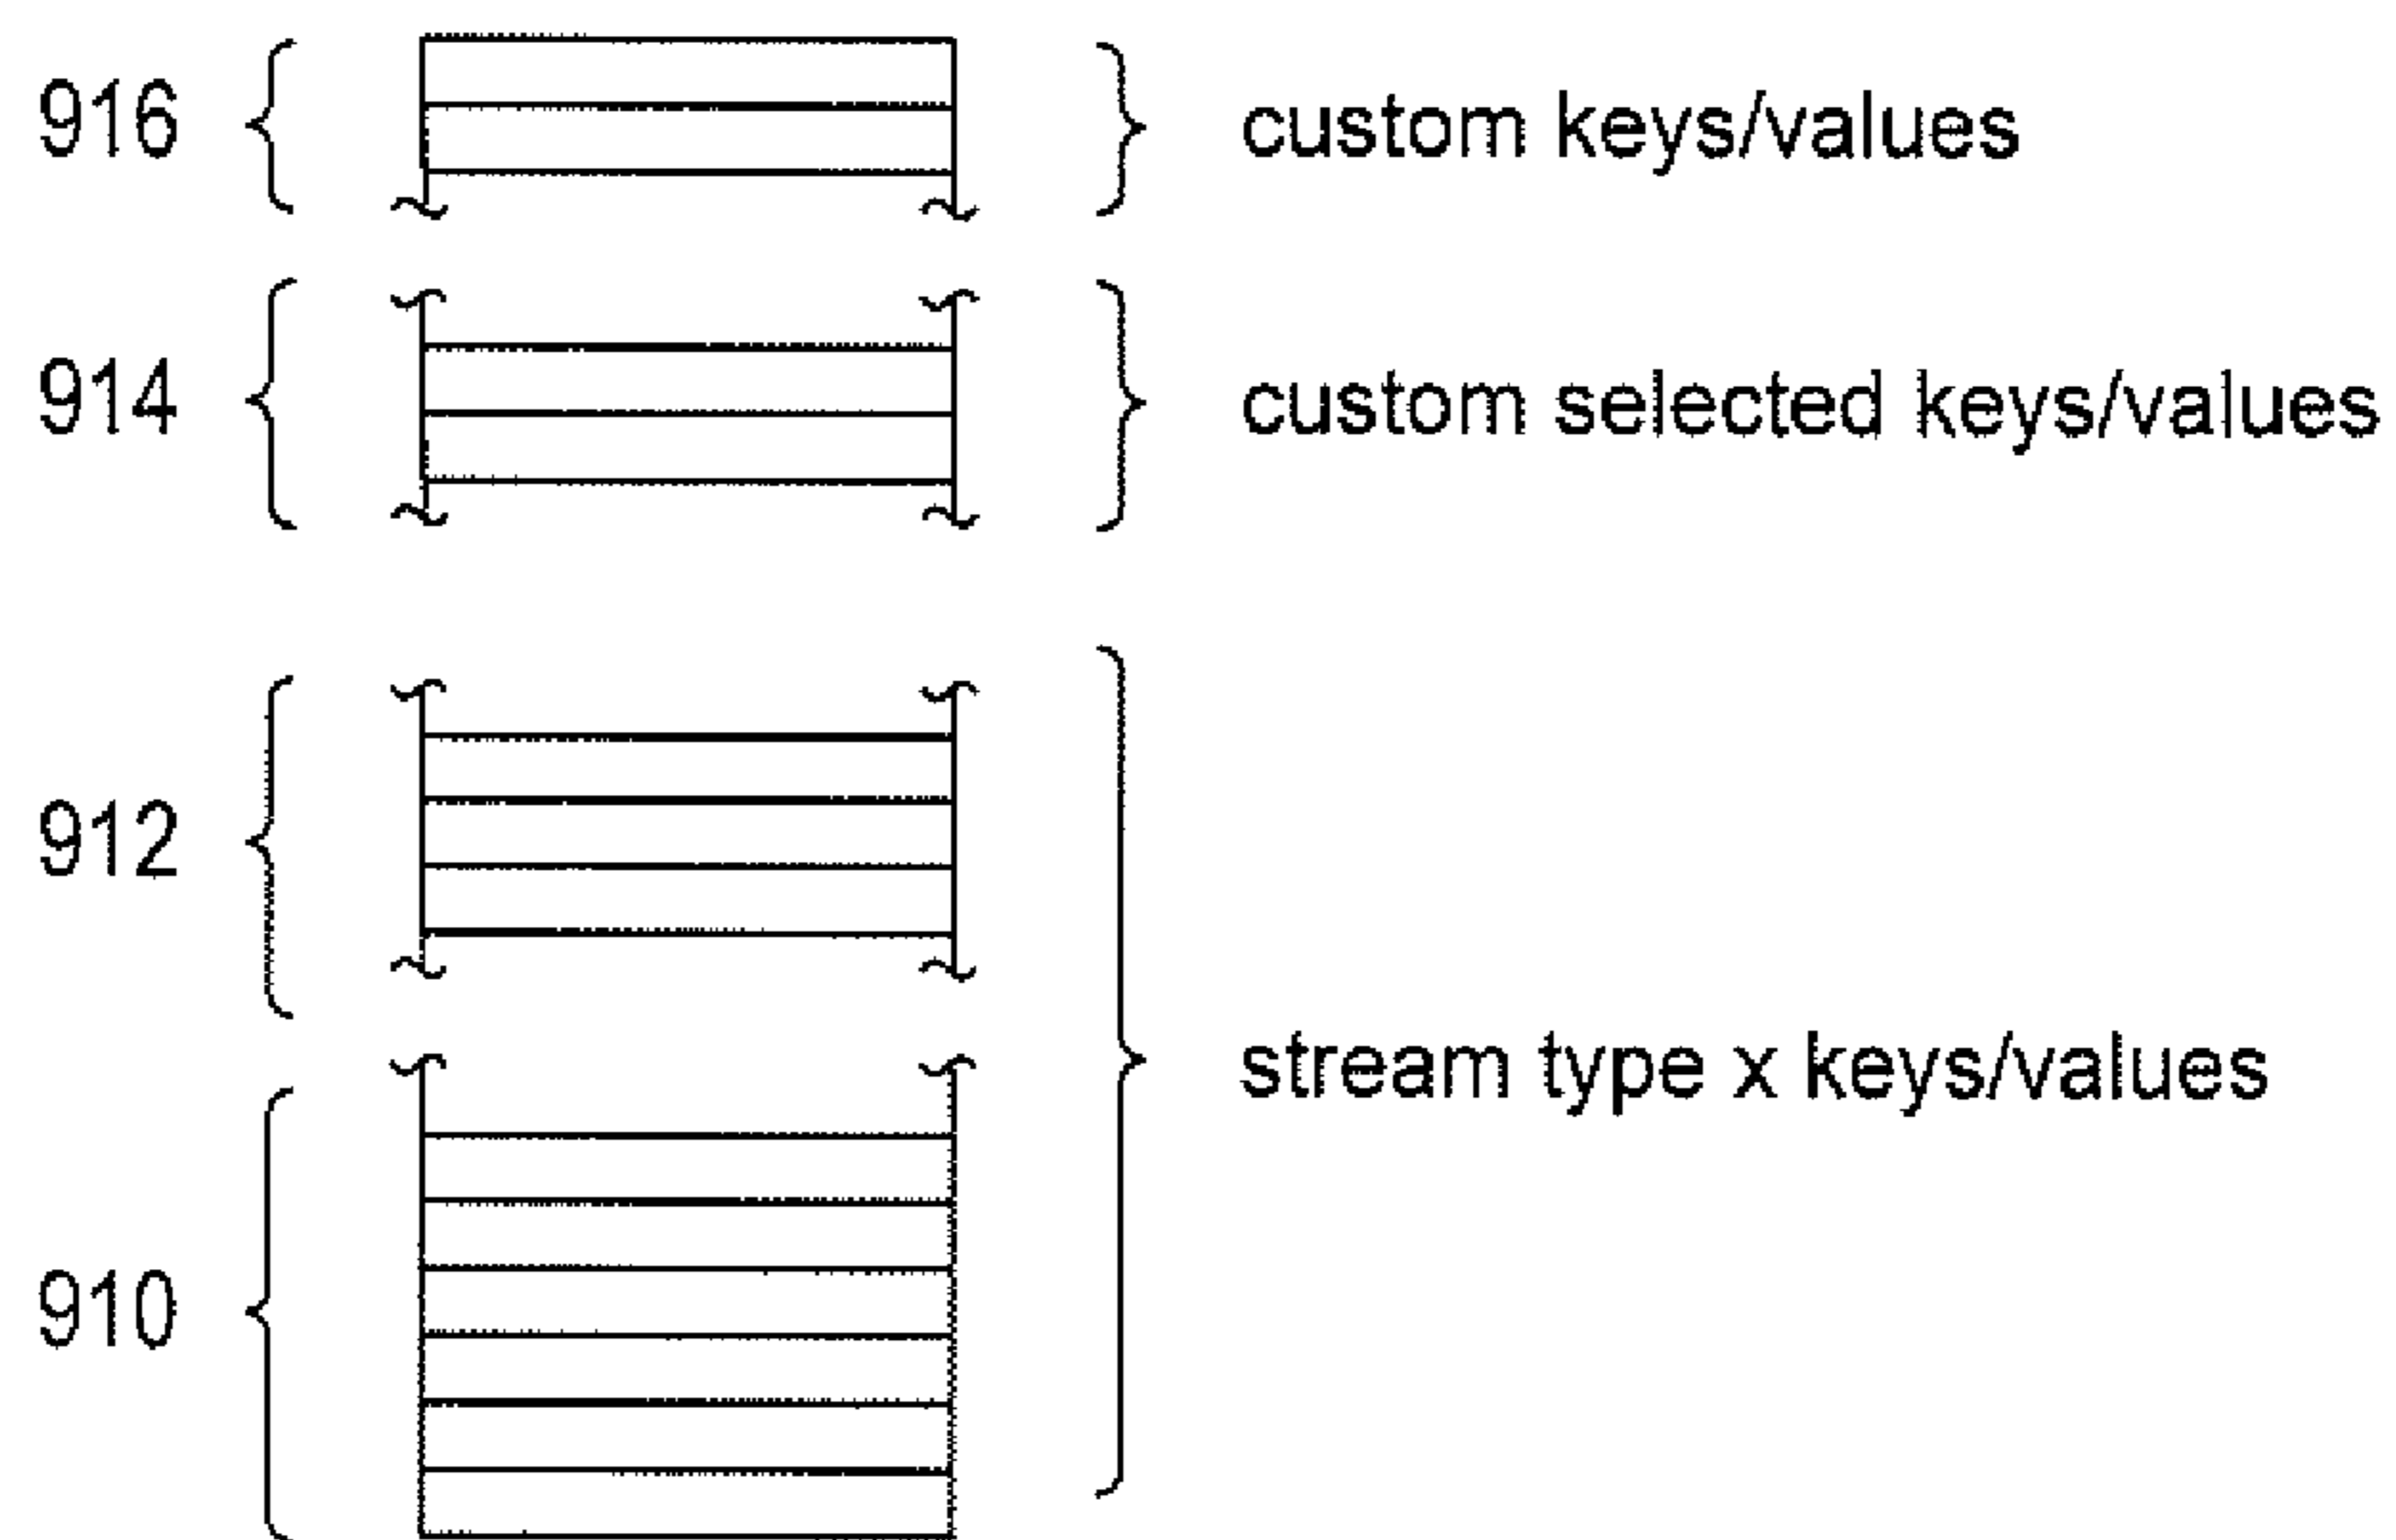 916 custom keys/values
914 custom selected keys/values
912
stream type x keys/values
910